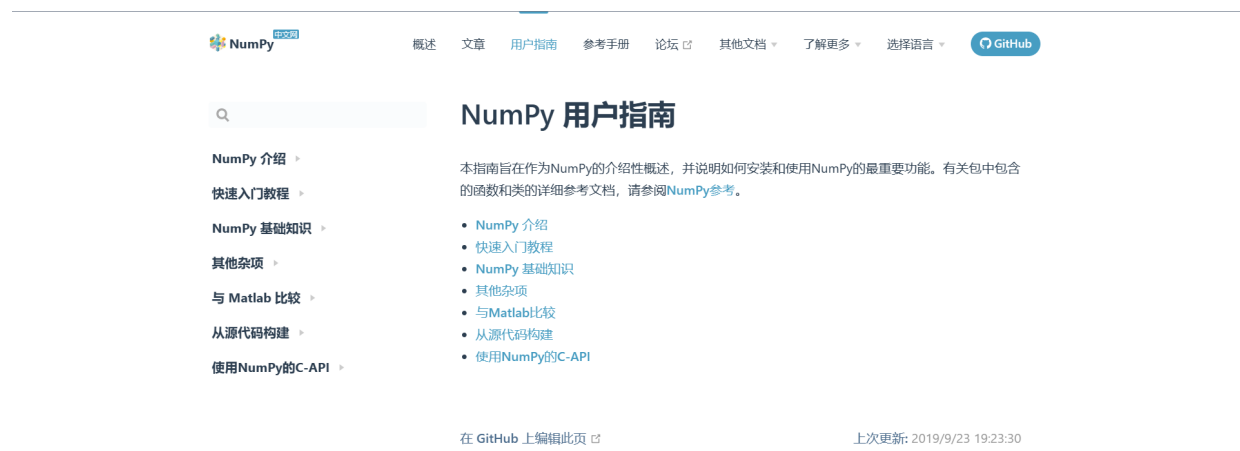 NumPy 中文网
概述 文章 用户指南 参考手册 论坛 其他文档 了解更多 选择语言 GitHub
NumPy 介绍
快速入门教程
NumPy 基础知识
其他杂项
与 Matlab 比较
从源代码构建
使用NumPy的C-API
NumPy 用户指南
本指南旨在作为NumPy的介绍性概述，并说明如何安装和使用NumPy的最重要功能。有关包中包含
的函数和类的详细参考文档，请参阅NumPy参考。
NumPy 介绍
快速入门教程
NumPy 基础知识
其他杂项
与Matlab比较
从源代码构建
使用NumPy的C-API
在 GitHub 上编辑此页
上次更新: 2019/9/23 19:23:30